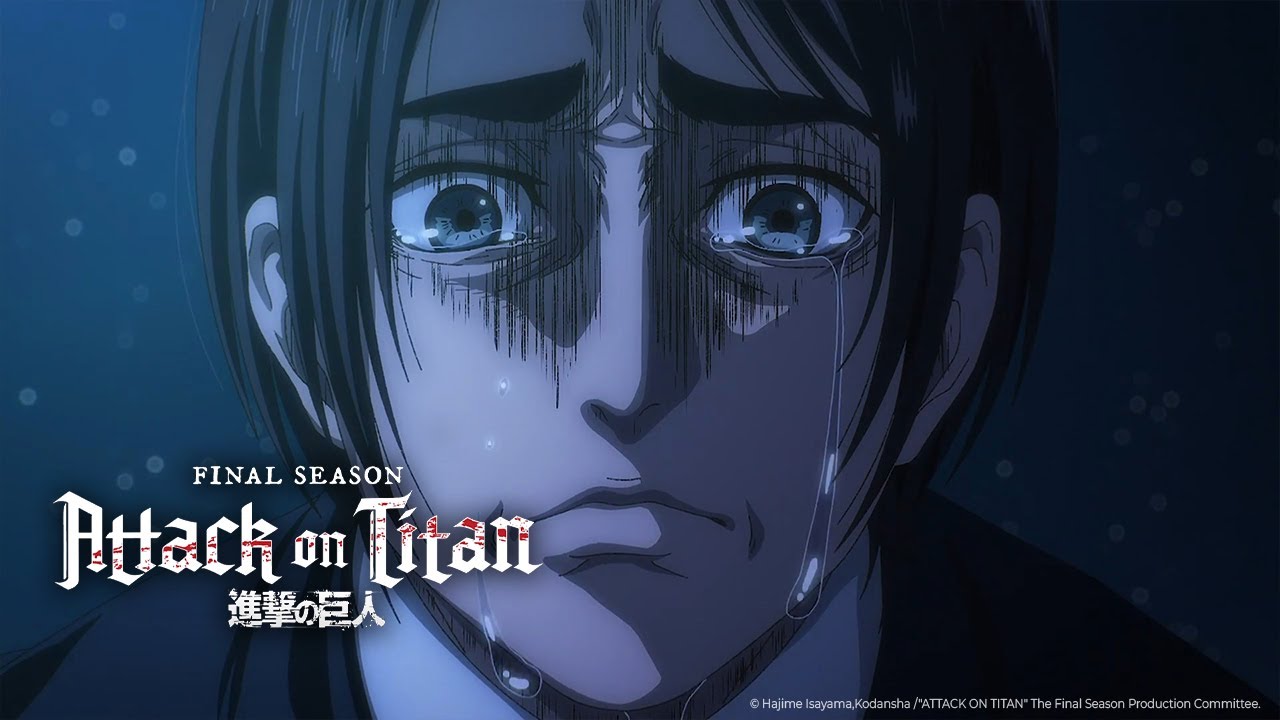 FINAL SEASON
Attack on Titan
進撃の巨人
© Hajime Isayama,Kodansha /"ATTACK ON TITAN" The Final Season Production Committee.